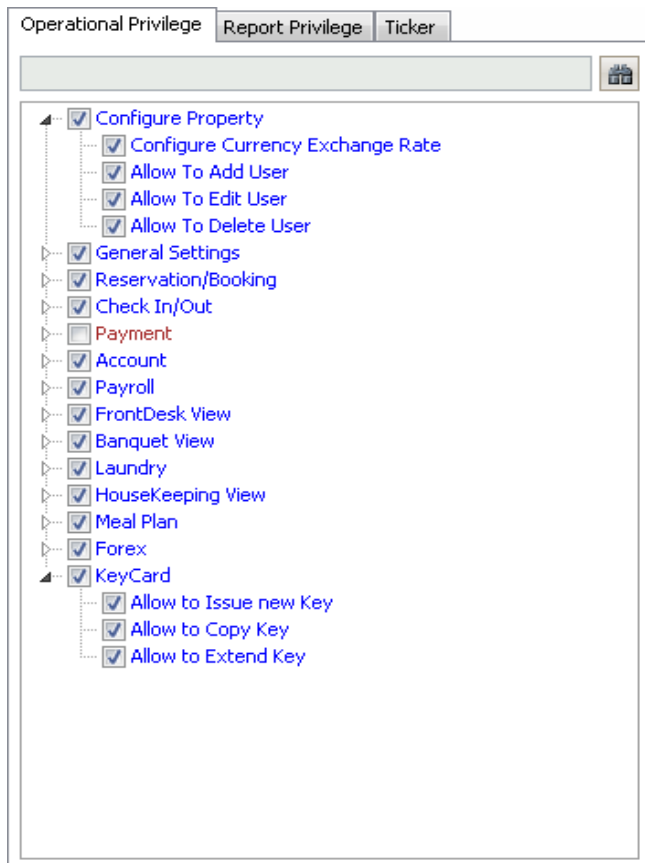 Operational Privilege Report Privilege Ticker
Configure Property
Configure Currency Exchange Rate
Allow To Add User
Allow To Edit User
Allow To Delete User
General Settings
Reservation/Booking
Check In/Out
Payment
Account
Payroll
FrontDesk View
Banquet View
Laundry
HouseKeeping View
Meal Plan
Forex
KeyCard
Allow to Issue new Key
Allow to Copy Key
Allow to Extend Key